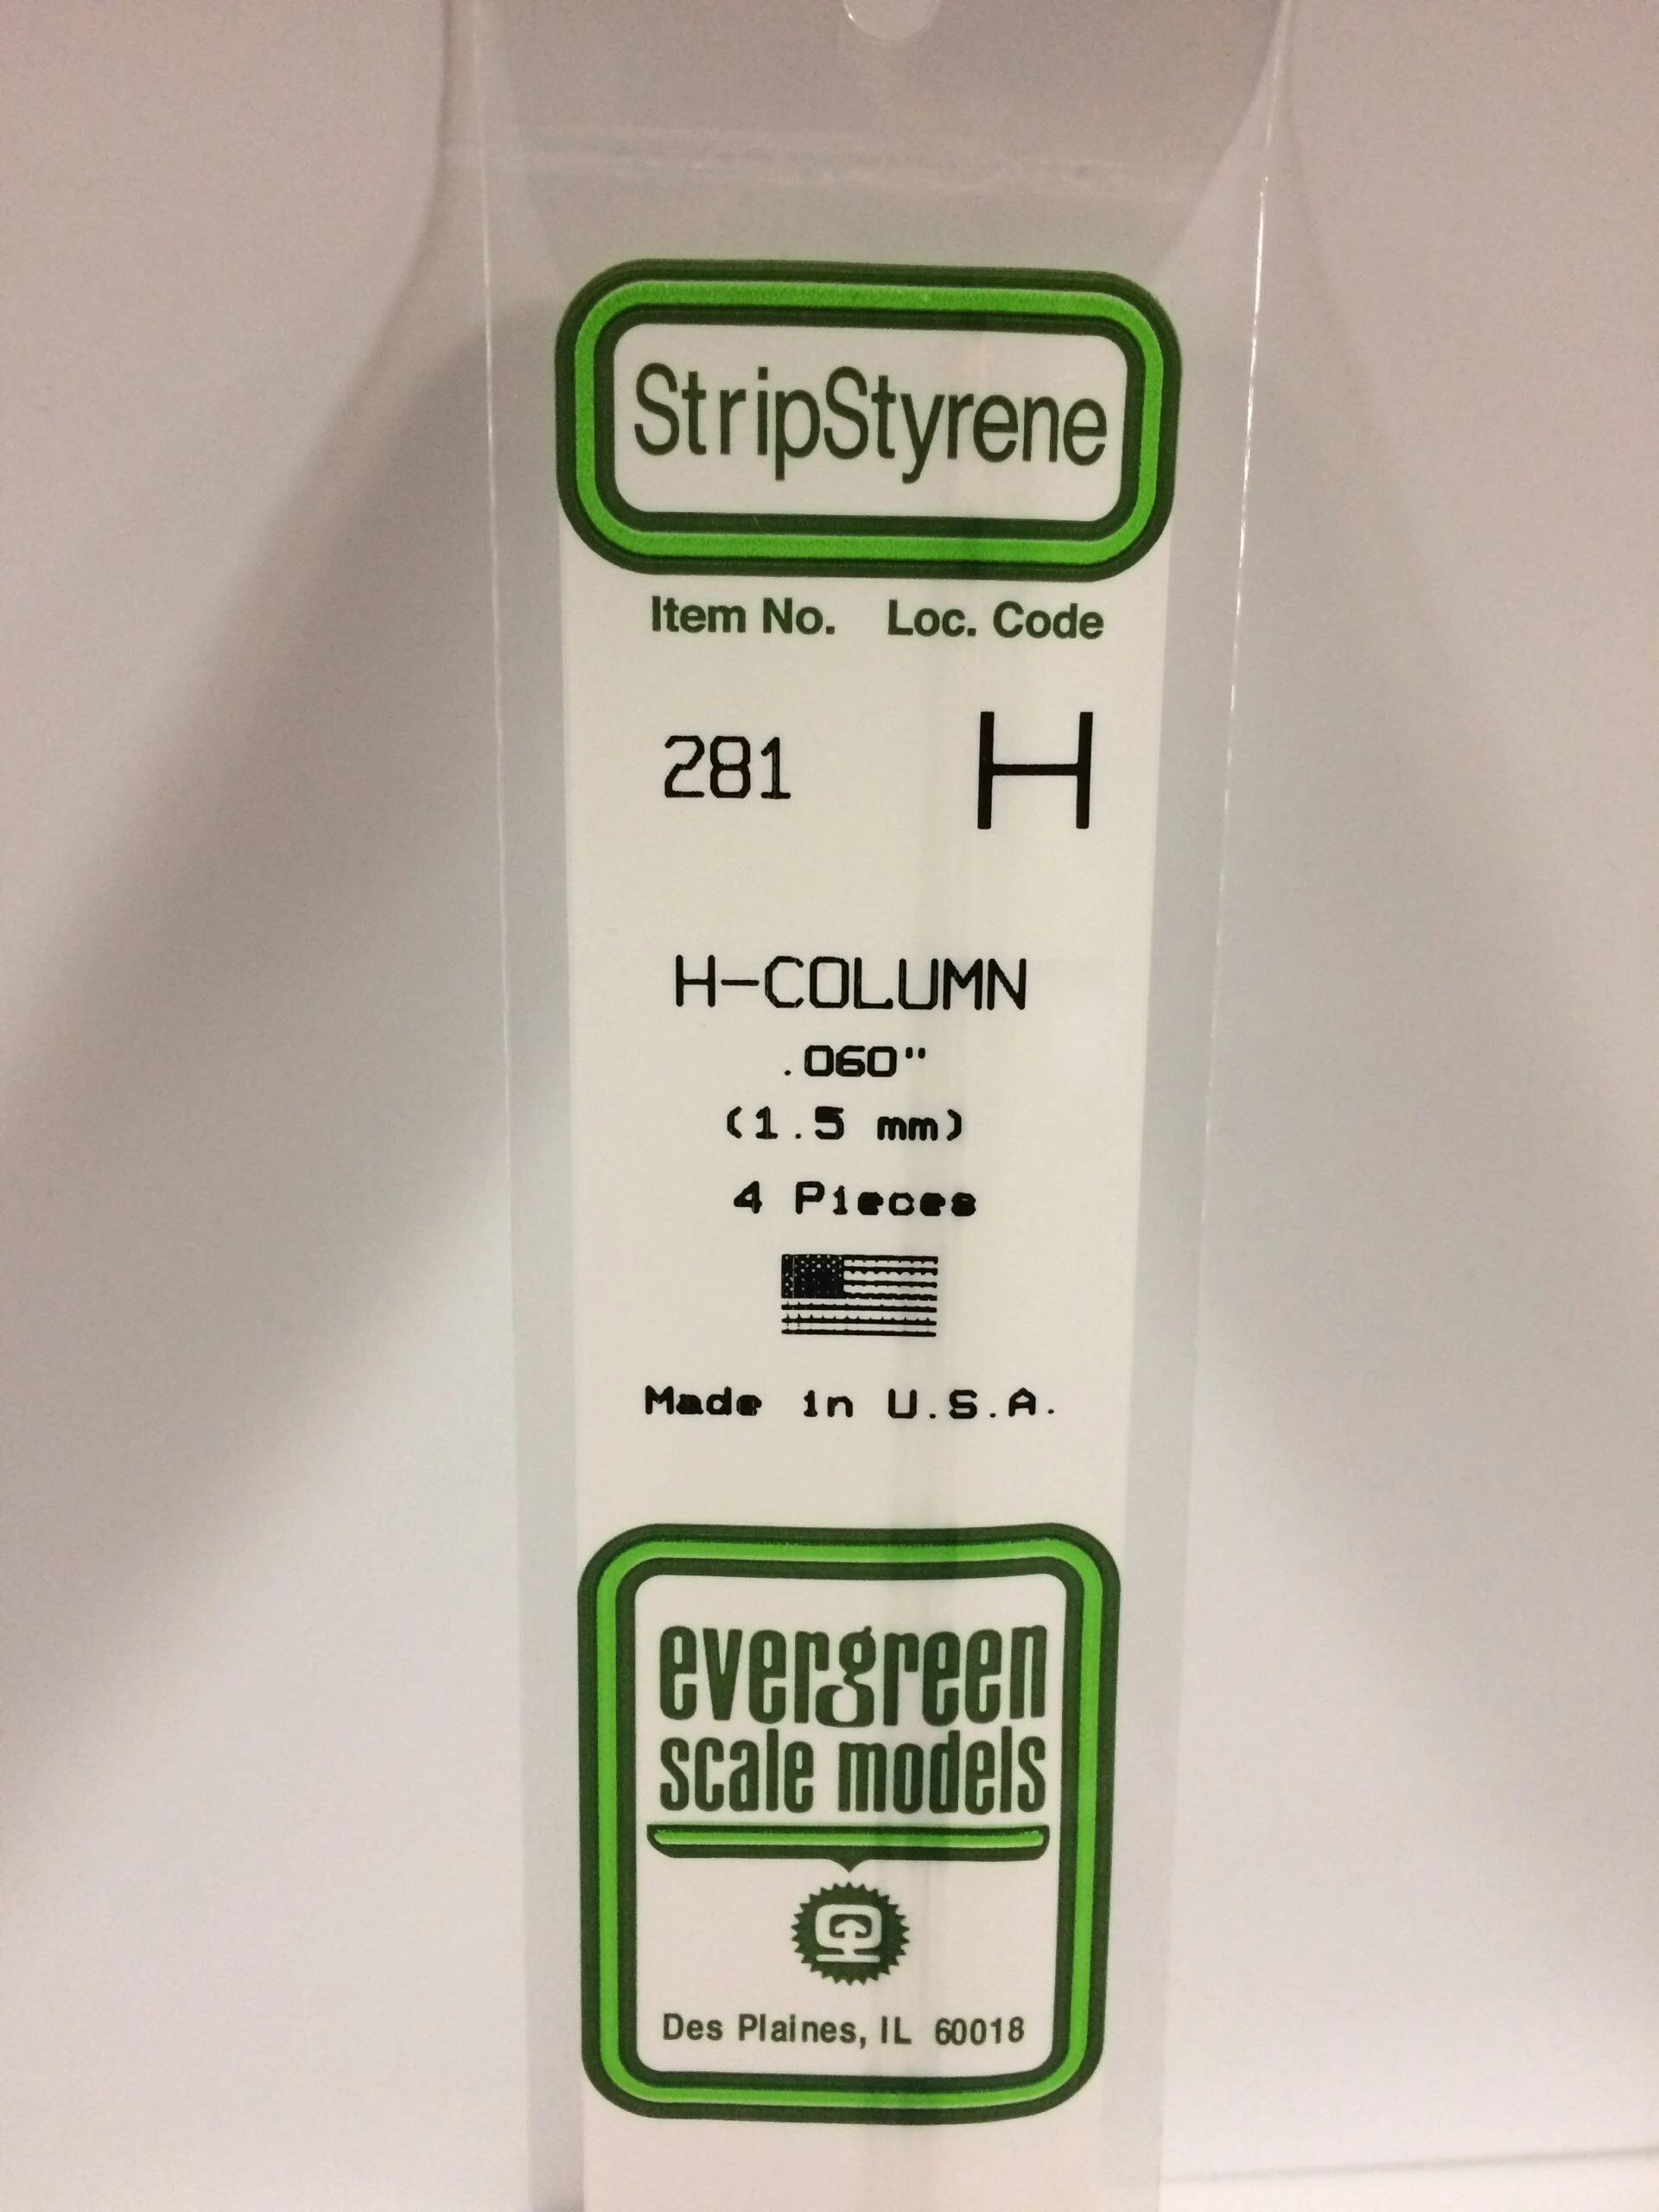 StripStyrene
Item No. Loc. Code
281 H
H-COLUMN
.060"
(1.5 mm)
4 Pieces
Made in U.S.A.
evergreen
scale models
Des Plaines, IL 60018